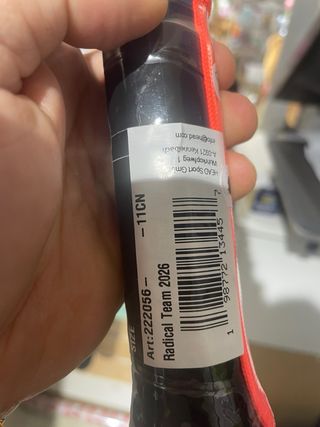 HEAD Sport GmbH
Wuhrkopfweg 1
A-6921 Kennelbach
info@head.com
- 11CN
Art:222056 -
Radical Team 2026
1 98772 13445 7
SIZE